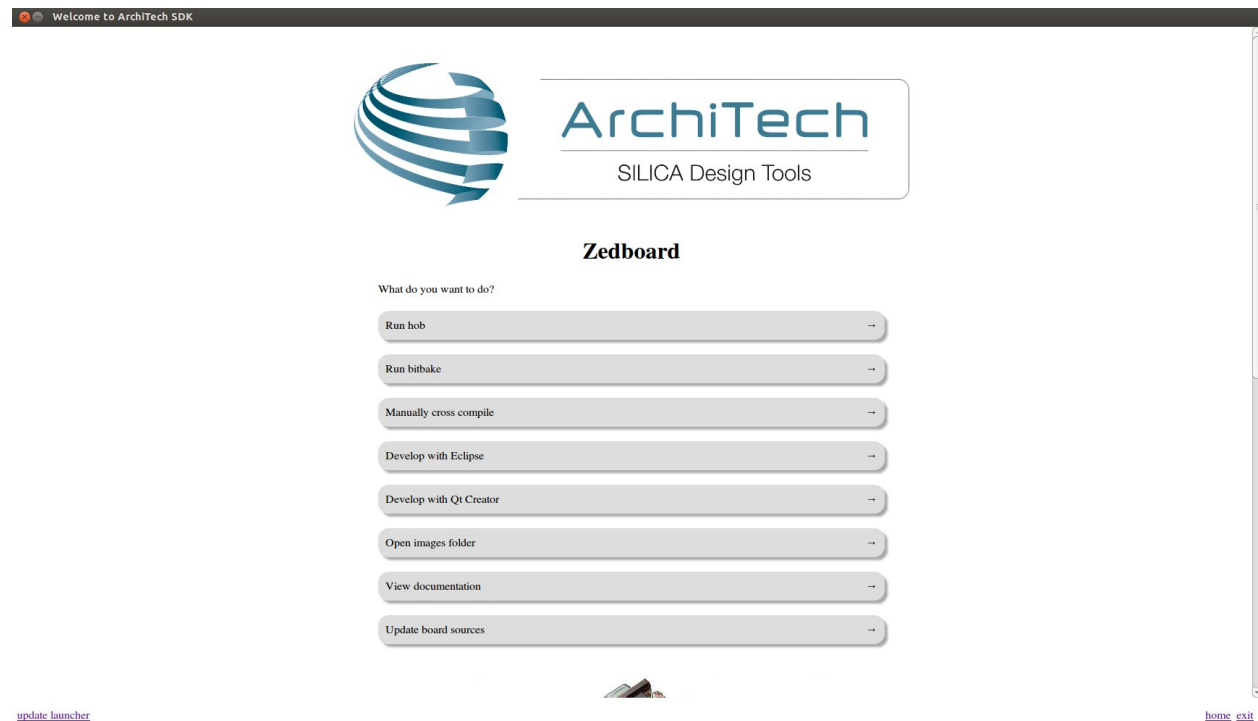 Welcome to ArchiTech SDK
ArchiTech
SILICA Design Tools
Zedboard
What do you want to do?
Run hob →
Run bitbake →
Manually cross compile →
Develop with Eclipse →
Develop with Qt Creator →
Open images folder →
View documentation →
Update board sources →
update launcher home exit